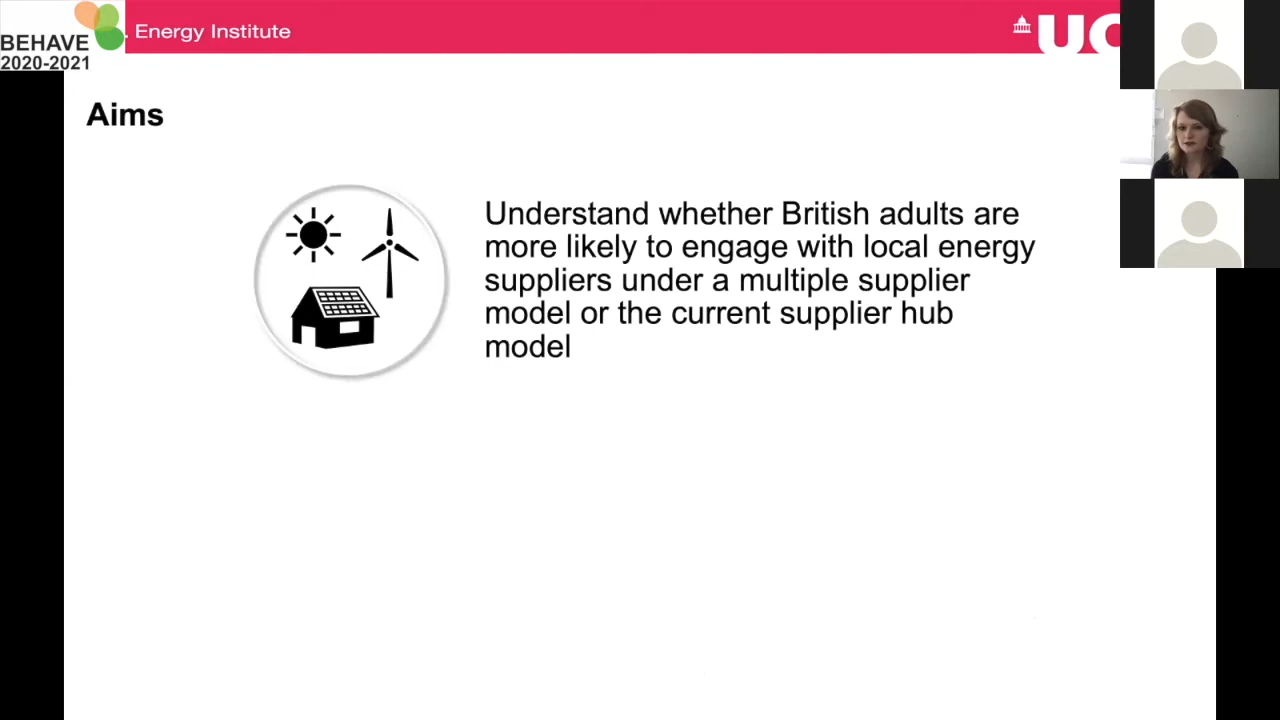 BEHAVE
2020-2021
Energy Institute
UC
Aims
Understand whether British adults are
more likely to engage with local energy
suppliers under a multiple supplier
model or the current supplier hub
model